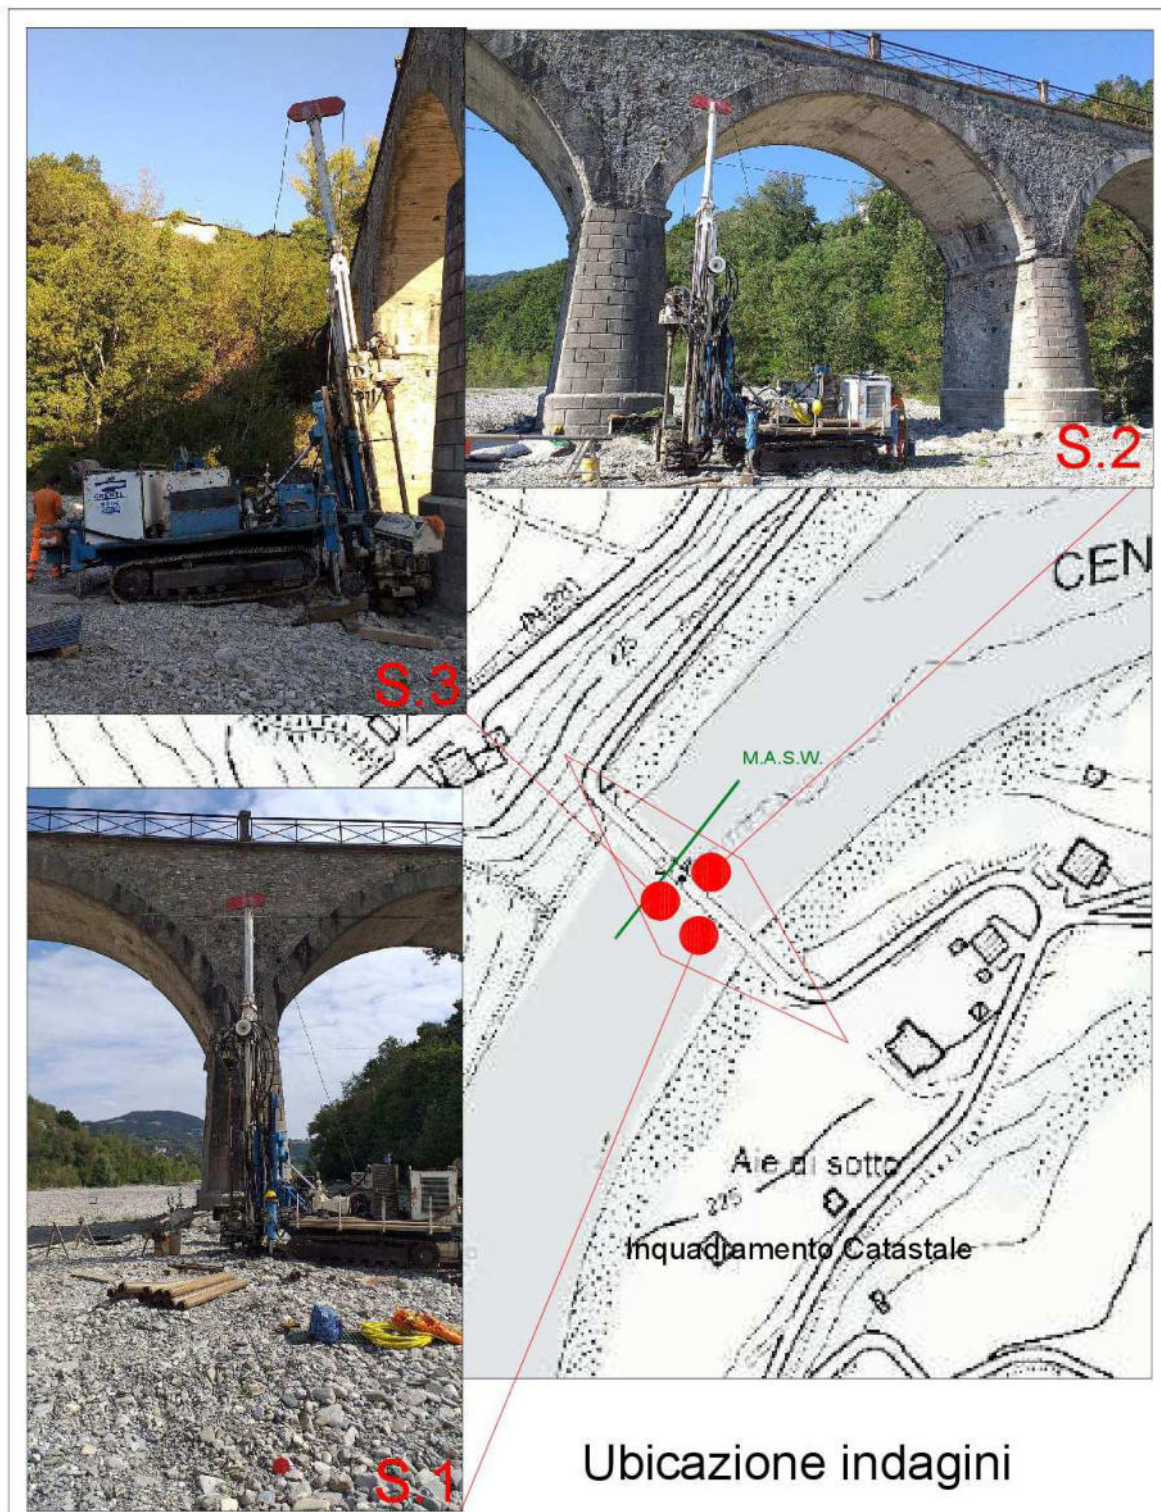 S.3
S.2
CEN
M.A.S.W.
Aie di sotto
225
Inquadramento Catastale
S.1
Ubicazione indagini